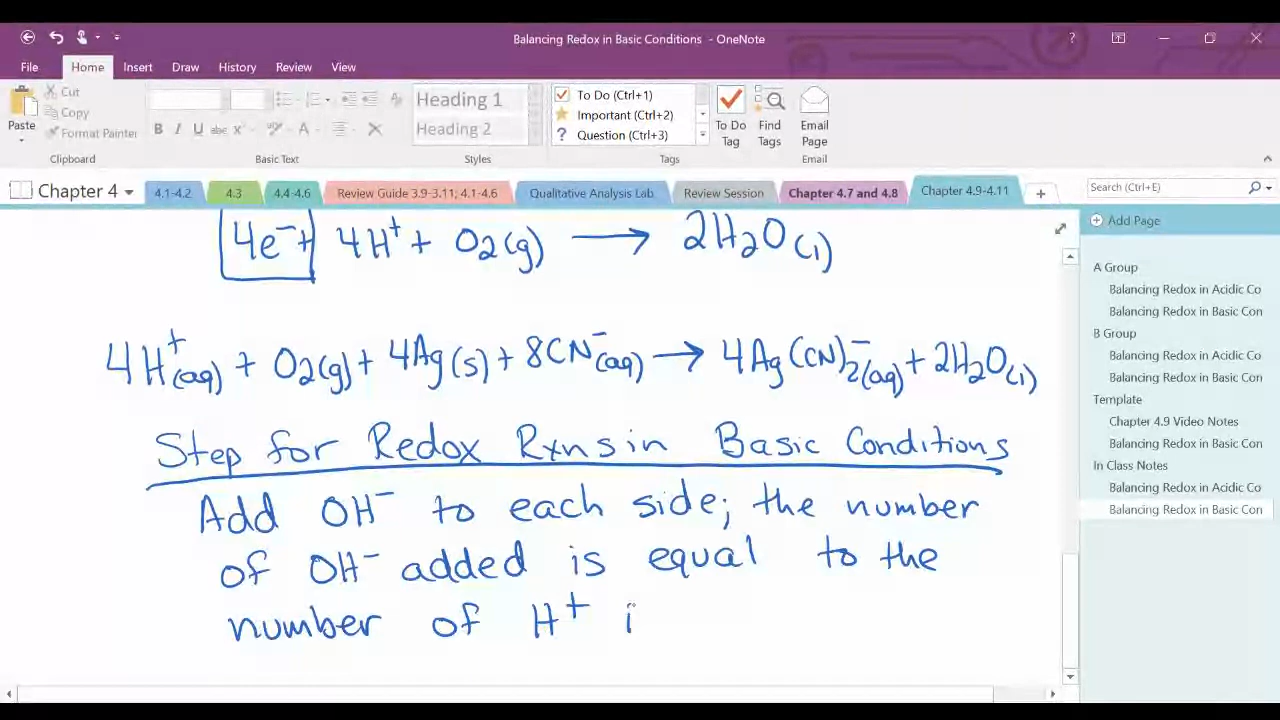 Balancing Redox in Basic Conditions - OneNote
?
File Home Insert Draw History Review View
Paste
Cut
Copy
Format Painter
Clipboard
B I U abc x A
Basic Text
Heading 1
Heading 2
Styles
To Do (Ctrl+1)
Important (Ctrl+2)
? Question (Ctrl+3)
Tags
To Do Tag
Find Tags
Email Page
Email
Chapter 4
4.1-4.2 4.3 4.4-4.6 Review Guide 3.9-3.11; 4.1-4.6 Qualitative Analysis Lab Review Session Chapter 4.7 and 4.8 Chapter 4.9-4.11 +
Search (Ctrl+E)
4e⁻+ 4H⁺ + O₂(g) → 2H₂O(l)
4H⁺(aq) + O₂(g) + 4Ag(s) + 8CN⁻(aq) → 4Ag(CN)₂⁻(aq) + 2H₂O(l)
Step for Redox Rxns in Basic Conditions
Add OH⁻ to each side; the number
of OH⁻ added is equal to the
number of H⁺ i
Add Page
A Group
Balancing Redox in Acidic Co
Balancing Redox in Basic Con
B Group
Balancing Redox in Acidic Co
Balancing Redox in Basic Con
Template
Chapter 4.9 Video Notes
Balancing Redox in Basic Con
In Class Notes
Balancing Redox in Acidic Co
Balancing Redox in Basic Con